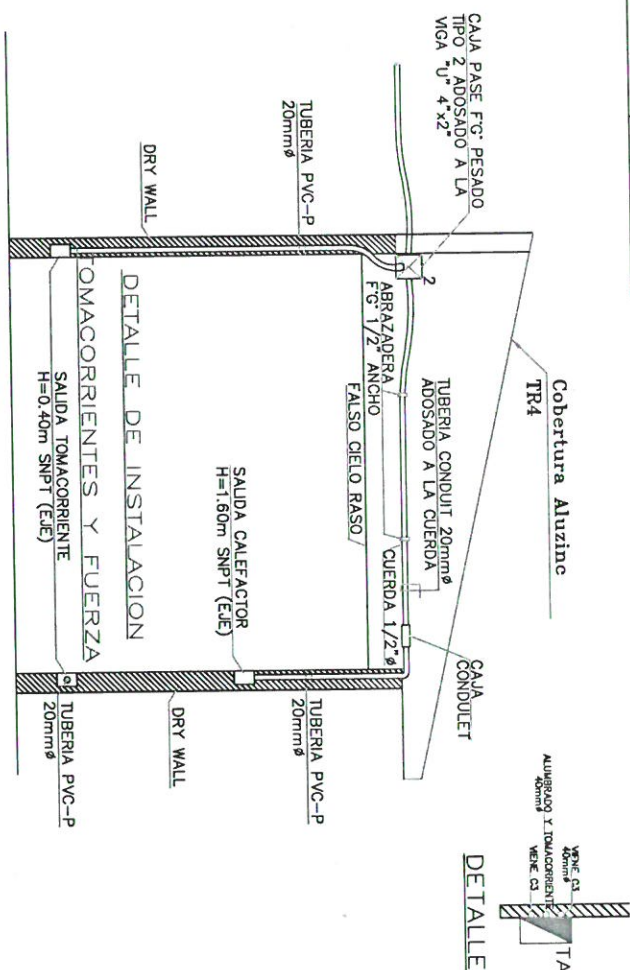 Cobertura Aluzinc
TR4
CAJA PASE F°G° PESADO
TIPO 2 ADOSADO A LA
VIGA "U" 4"x2"
2
TUBERIA CONDUIT 20mmø
ADOSADO A LA CUERDA
CAJA
CONDULET
ABRAZADERA
F°G° 1/2" ANCHO
CUERDA 1/2"ø
FALSO CIELO RASO
TUBERIA PVC-P
20mmø
DRY WALL
SALIDA CALEFACTOR
H=1.60m SNPT (EJE)
TUBERIA PVC-P
20mmø
DRY WALL
DETALLE DE INSTALACION
TOMACORRIENTES Y FUERZA
SALIDA TOMACORRIENTE
H=0.40m SNPT (EJE)
TUBERIA PVC-P
20mmø
VIENE C3
40mmø
ALUMBRADO Y TOMACORRIENTE
40mmø
VIENE C3
TA
DETALLE